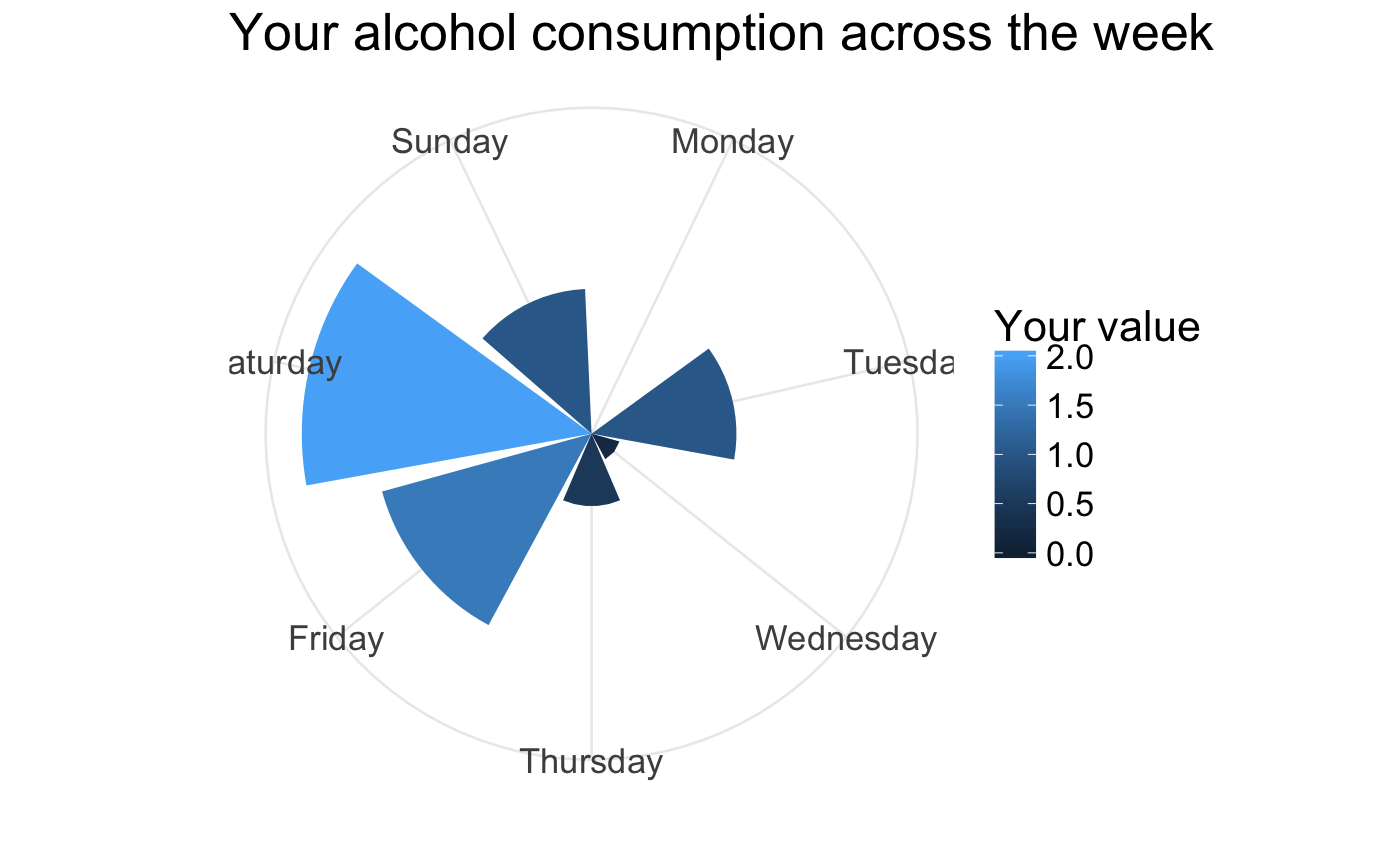 Your alcohol consumption across the week
Sunday
Monday
aturday
Tuesda
Friday
Wednesday
Thursday
Your value
2.0
1.5
1.0
0.5
0.0